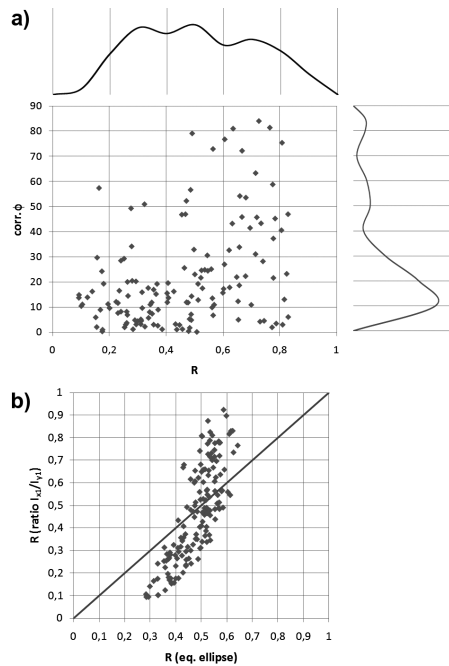 a)
90
80
70
60
50
40
30
20
10
0
corr.ϕ
0 0,2 0,4 0,6 0,8 1
R
b)
1
0,9
0,8
0,7
0,6
0,5
0,4
0,3
0,2
0,1
0
R (ratio Ix1/Iy1)
0 0,1 0,2 0,3 0,4 0,5 0,6 0,7 0,8 0,9 1
R (eq. ellipse)